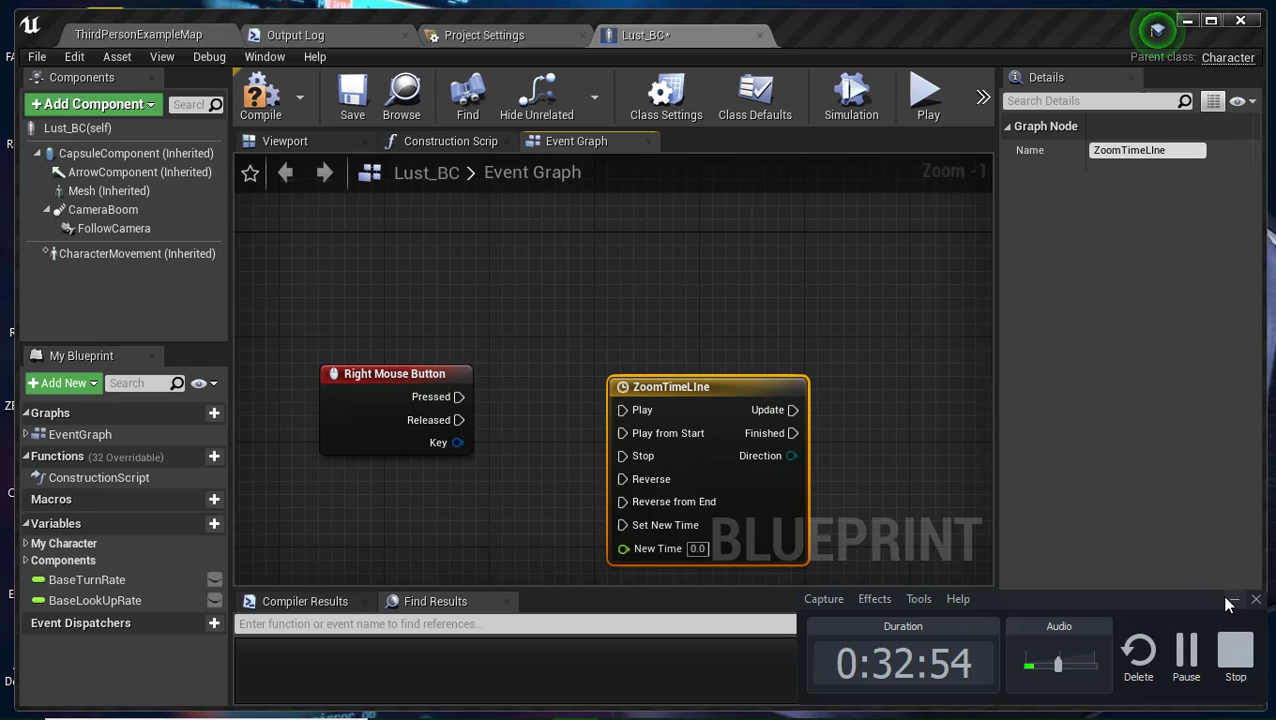 ThirdPersonExampleMap
Output Log
Project Settings
Lust_BC*
Parent class: Character
File Edit Asset View Debug Window Help
Components
+ Add Component
Search
Compile
Save
Browse
Find
Hide Unrelated
Class Settings
Class Defaults
Simulation
Play
Details
Search Details
Graph Node
Name ZoomTimeLIne
Lust_BC(self)
CapsuleComponent (Inherited)
ArrowComponent (Inherited)
Mesh (Inherited)
CameraBoom
FollowCamera
CharacterMovement (Inherited)
Viewport
Construction Scrip
Event Graph
Lust_BC > Event Graph
Zoom -1
Right Mouse Button
Pressed
Released
Key
ZoomTimeLIne
Play Update
Play from Start Finished
Stop Direction
Reverse
Reverse from End
Set New Time
New Time 0.0
BLUEPRINT
My Blueprint
+ Add New
Search
Graphs
EventGraph
Functions (32 Overridable)
ConstructionScript
Macros
Variables
My Character
Components
BaseTurnRate
BaseLookUpRate
Event Dispatchers
Compiler Results
Find Results
Enter function or event name to find references...
Capture Effects Tools Help
Duration
0:32:54
Audio
Delete
Pause
Stop